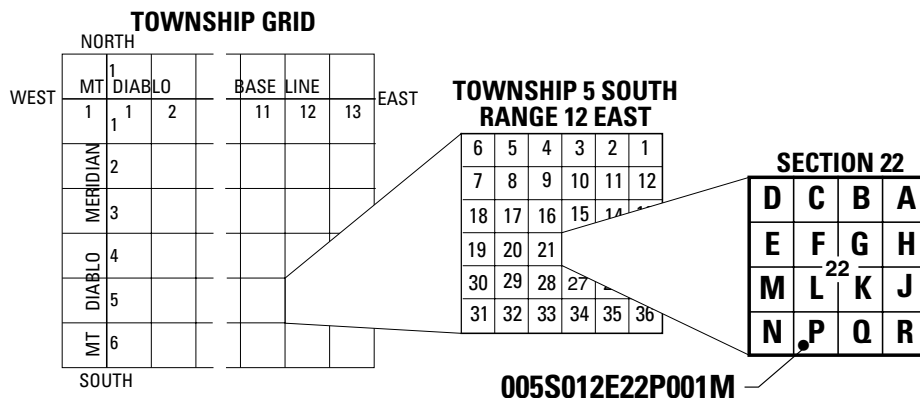 TOWNSHIP GRID
NORTH
1
MT DIABLO BASE LINE
WEST
EAST
1 1 2 11 12 13
1
MERIDIAN
2
3
DIABLO
4
5
MT
6
SOUTH
TOWNSHIP 5 SOUTH
RANGE 12 EAST
6 5 4 3 2 1
7 8 9 10 11 12
18 17 16 15 14
19 20 21
30 29 28 27
31 32 33 34 35 36
SECTION 22
D C B A
E F G H
22
M L K J
N P Q R
005S012E22P001M